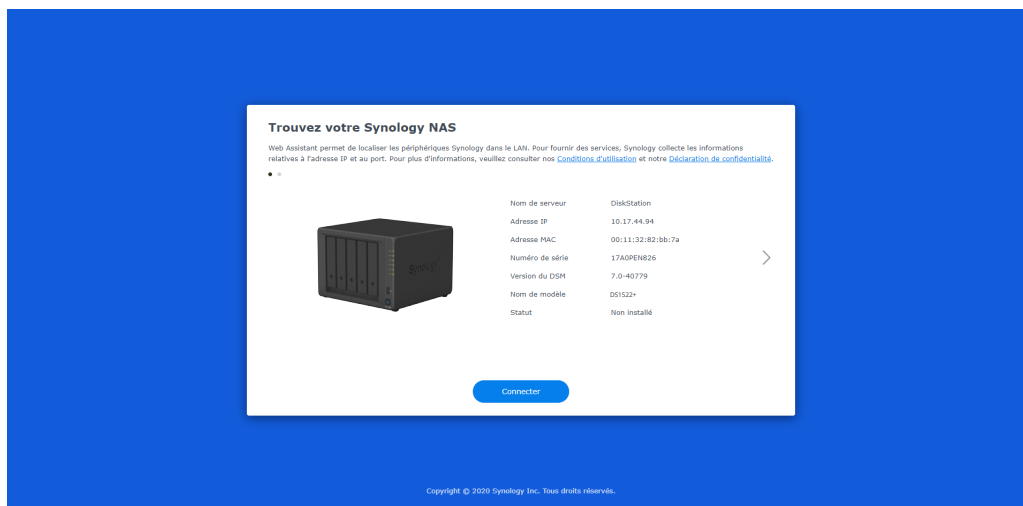 Trouvez votre Synology NAS
Web Assistant permet de localiser les périphériques Synology dans le LAN. Pour fournir des services, Synology collecte les informations
relatives à l'adresse IP et au port. Pour plus d'informations, veuillez consulter nos Conditions d'utilisation et notre Déclaration de confidentialité.
Nom de serveur DiskStation
Adresse IP 10.17.44.94
Adresse MAC 00:11:32:82:bb:7a
Numéro de série 17A0PEN826
Version du DSM 7.0-40779
Nom de modèle DS1522+
Statut Non installé
Synology
Connecter
Copyright © 2020 Synology Inc. Tous droits réservés.